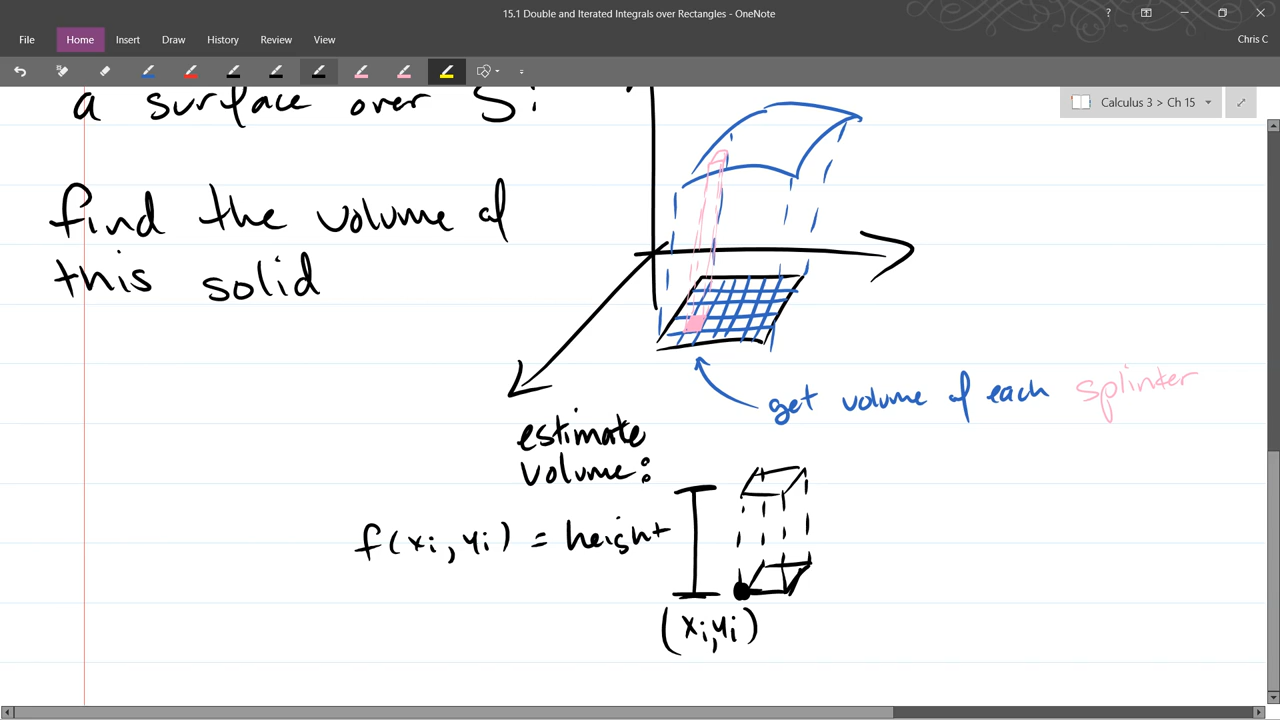 15.1 Double and Iterated Integrals over Rectangles - OneNote
File Home Insert Draw History Review View
Chris C
Calculus 3 > Ch 15
a surface over S:
find the volume of
this solid
get volume of each splinter
estimate
volume:
f(xi, yi) = height
(xi, yi)